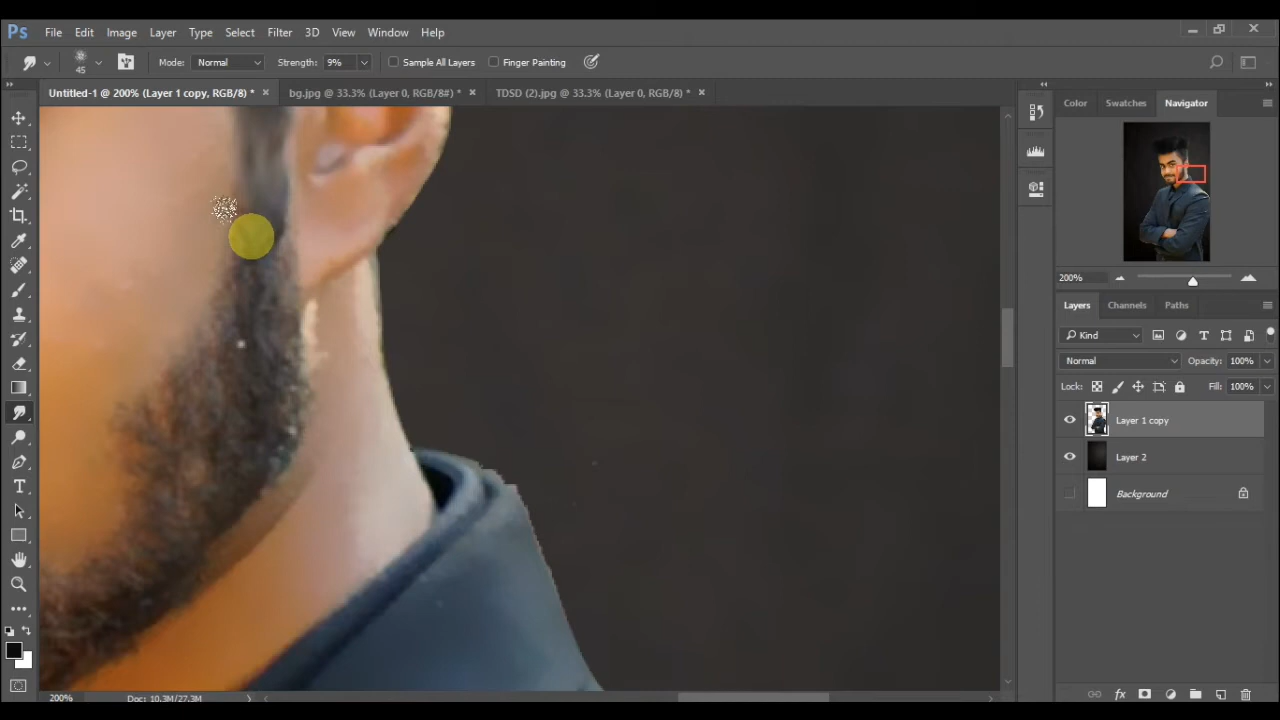 Ps File Edit Image Layer Type Select Filter 3D View Window Help
45 Mode: Normal Strength: 9% Sample All Layers Finger Painting
Untitled-1 @ 200% (Layer 1 copy, RGB/8) * × bg.jpg @ 33.3% (Layer 0, RGB/8#) * × TDSD (2).jpg @ 33.3% (Layer 0, RGB/8) * ×
Color Swatches Navigator
200%
Layers Channels Paths
Kind
Normal Opacity: 100%
Lock: Fill: 100%
Layer 1 copy
Layer 2
Background
200% Doc: 10.3M/27.3M